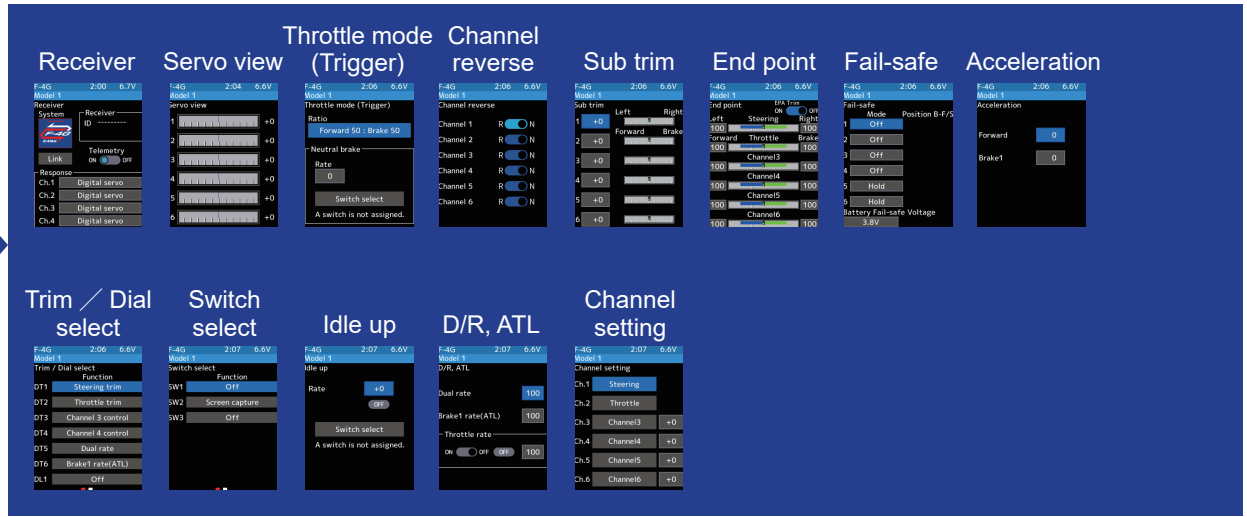 Receiver
F-4G 2:00 6.7V
Model 1
Receiver
System
Receiver
ID ---------
F-4G
Link
Telemetry
ON OFF
Response
Ch.1 Digital servo
Ch.2 Digital servo
Ch.3 Digital servo
Ch.4 Digital servo
Servo view
F-4G 2:04 6.6V
Model 1
Servo view
1 +0
2 +0
3 +0
4 +0
5 +0
6 +0
Throttle mode
(Trigger)
F-4G 2:06 6.6V
Model 1
Throttle mode (Trigger)
Ratio
Forward 50 : Brake 50
Neutral brake
Rate
0
Switch select
A switch is not assigned.
Channel
reverse
F-4G 2:06 6.6V
Model 1
Channel reverse
Channel 1 R N
Channel 2 R N
Channel 3 R N
Channel 4 R N
Channel 5 R N
Channel 6 R N
Sub trim
F-4G 2:06 6.6V
Model 1
Sub trim
Left Right
1 +0
Forward Brake
2 +0
3 +0
4 +0
5 +0
6 +0
End point
F-4G 2:06 6.6V
Model 1
End point EPA Trim
ON OFF
Left Steering Right
100 100
Forward Throttle Brake
100 100
Channel3
100 100
Channel4
100 100
Channel5
100 100
Channel6
100 100
Fail-safe
F-4G 2:06 6.6V
Model 1
Fail-safe
Mode Position B-F/S
1 Off
2 Off
3 Off
4 Off
5 Hold
6 Hold
Battery Fail-safe Voltage
3.8V
Acceleration
F-4G 2:06 6.6V
Model 1
Acceleration
Forward 0
Brake1 0
Trim ／ Dial
select
F-4G 2:06 6.6V
Model 1
Trim / Dial select
Function
DT1 Steering trim
DT2 Throttle trim
DT3 Channel 3 control
DT4 Channel 4 control
DT5 Dual rate
DT6 Brake1 rate(ATL)
DL1 Off
Switch
select
F-4G 2:07 6.6V
Model 1
Switch select
Function
SW1 Off
SW2 Screen capture
SW3 Off
Idle up
F-4G 2:07 6.6V
Model 1
Idle up
Rate +0
OFF
Switch select
A switch is not assigned.
D/R, ATL
F-4G 2:07 6.6V
Model 1
D/R, ATL
Dual rate 100
Brake1 rate(ATL) 100
Throttle rate
ON OFF OFF 100
Channel
setting
F-4G 2:07 6.6V
Model 1
Channel setting
Ch.1 Steering
Ch.2 Throttle
Ch.3 Channel3 +0
Ch.4 Channel4 +0
Ch.5 Channel5 +0
Ch.6 Channel6 +0